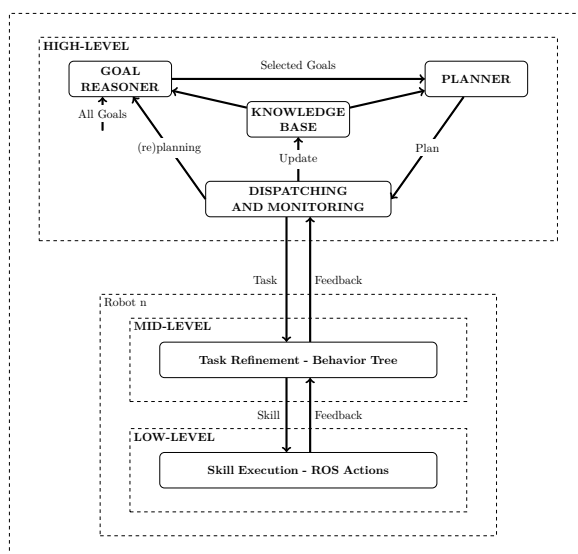 HIGH-LEVEL
GOAL
REASONER
Selected Goals
PLANNER
All Goals
KNOWLEDGE
BASE
(re)planning
Update
Plan
DISPATCHING
AND MONITORING
Task
Feedback
Robot n
MID-LEVEL
Task Refinement - Behavior Tree
Skill
Feedback
LOW-LEVEL
Skill Execution - ROS Actions